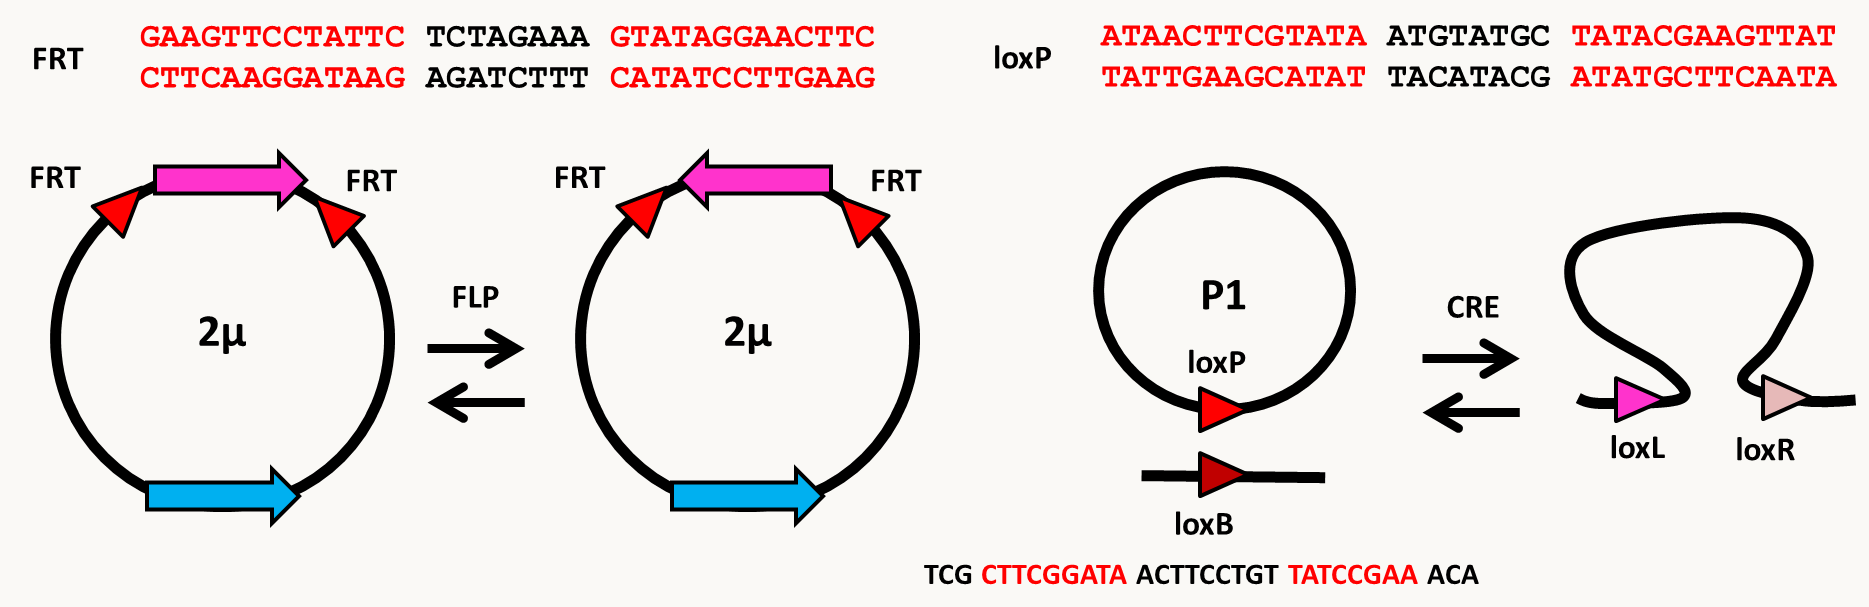 FRT GAAGTTCCTATTC TCTAGAAA GTATAGGAACTTC
CTTCAAGGATAAG AGATCTTT CATATCCTTGAAG
loxP ATAACTTCGTATA ATGTATGC TATACGAAGTTAT
TATTGAAGCATAT TACATACG ATATGCTTCAATA
FRT
FRT
2µ
FLP
FRT
FRT
2µ
P1
loxP
loxB
CRE
loxL
loxR
TCG CTTCGGATA ACTTCCTGT TATCCGAA ACA